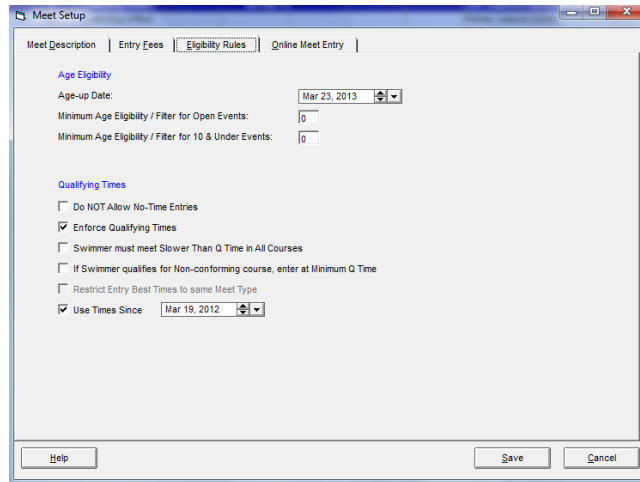 Meet Setup
Meet Description Entry Fees Eligibility Rules Online Meet Entry
Age Eligibility
Age-up Date: Mar 23, 2013
Minimum Age Eligibility / Filter for Open Events: 0
Minimum Age Eligibility / Filter for 10 & Under Events: 0
Qualifying Times
Do NOT Allow No-Time Entries
Enforce Qualifying Times
Swimmer must meet Slower Than Q Time in All Courses
If Swimmer qualifies for Non-conforming course, enter at Minimum Q Time
Restrict Entry Best Times to same Meet Type
Use Times Since Mar 19, 2012
Help Save Cancel